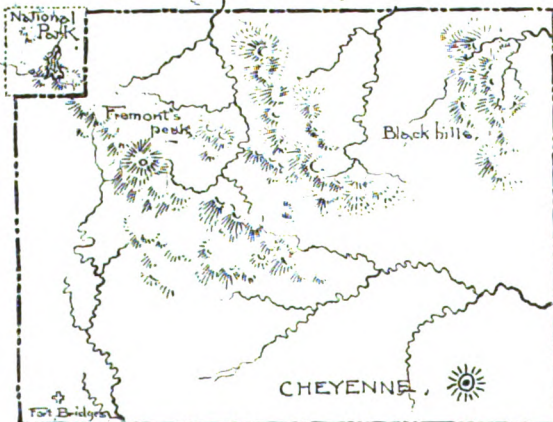 National
Park
Fremont's
peak
Black hills.
CHEYENNE.
Fort Bridger